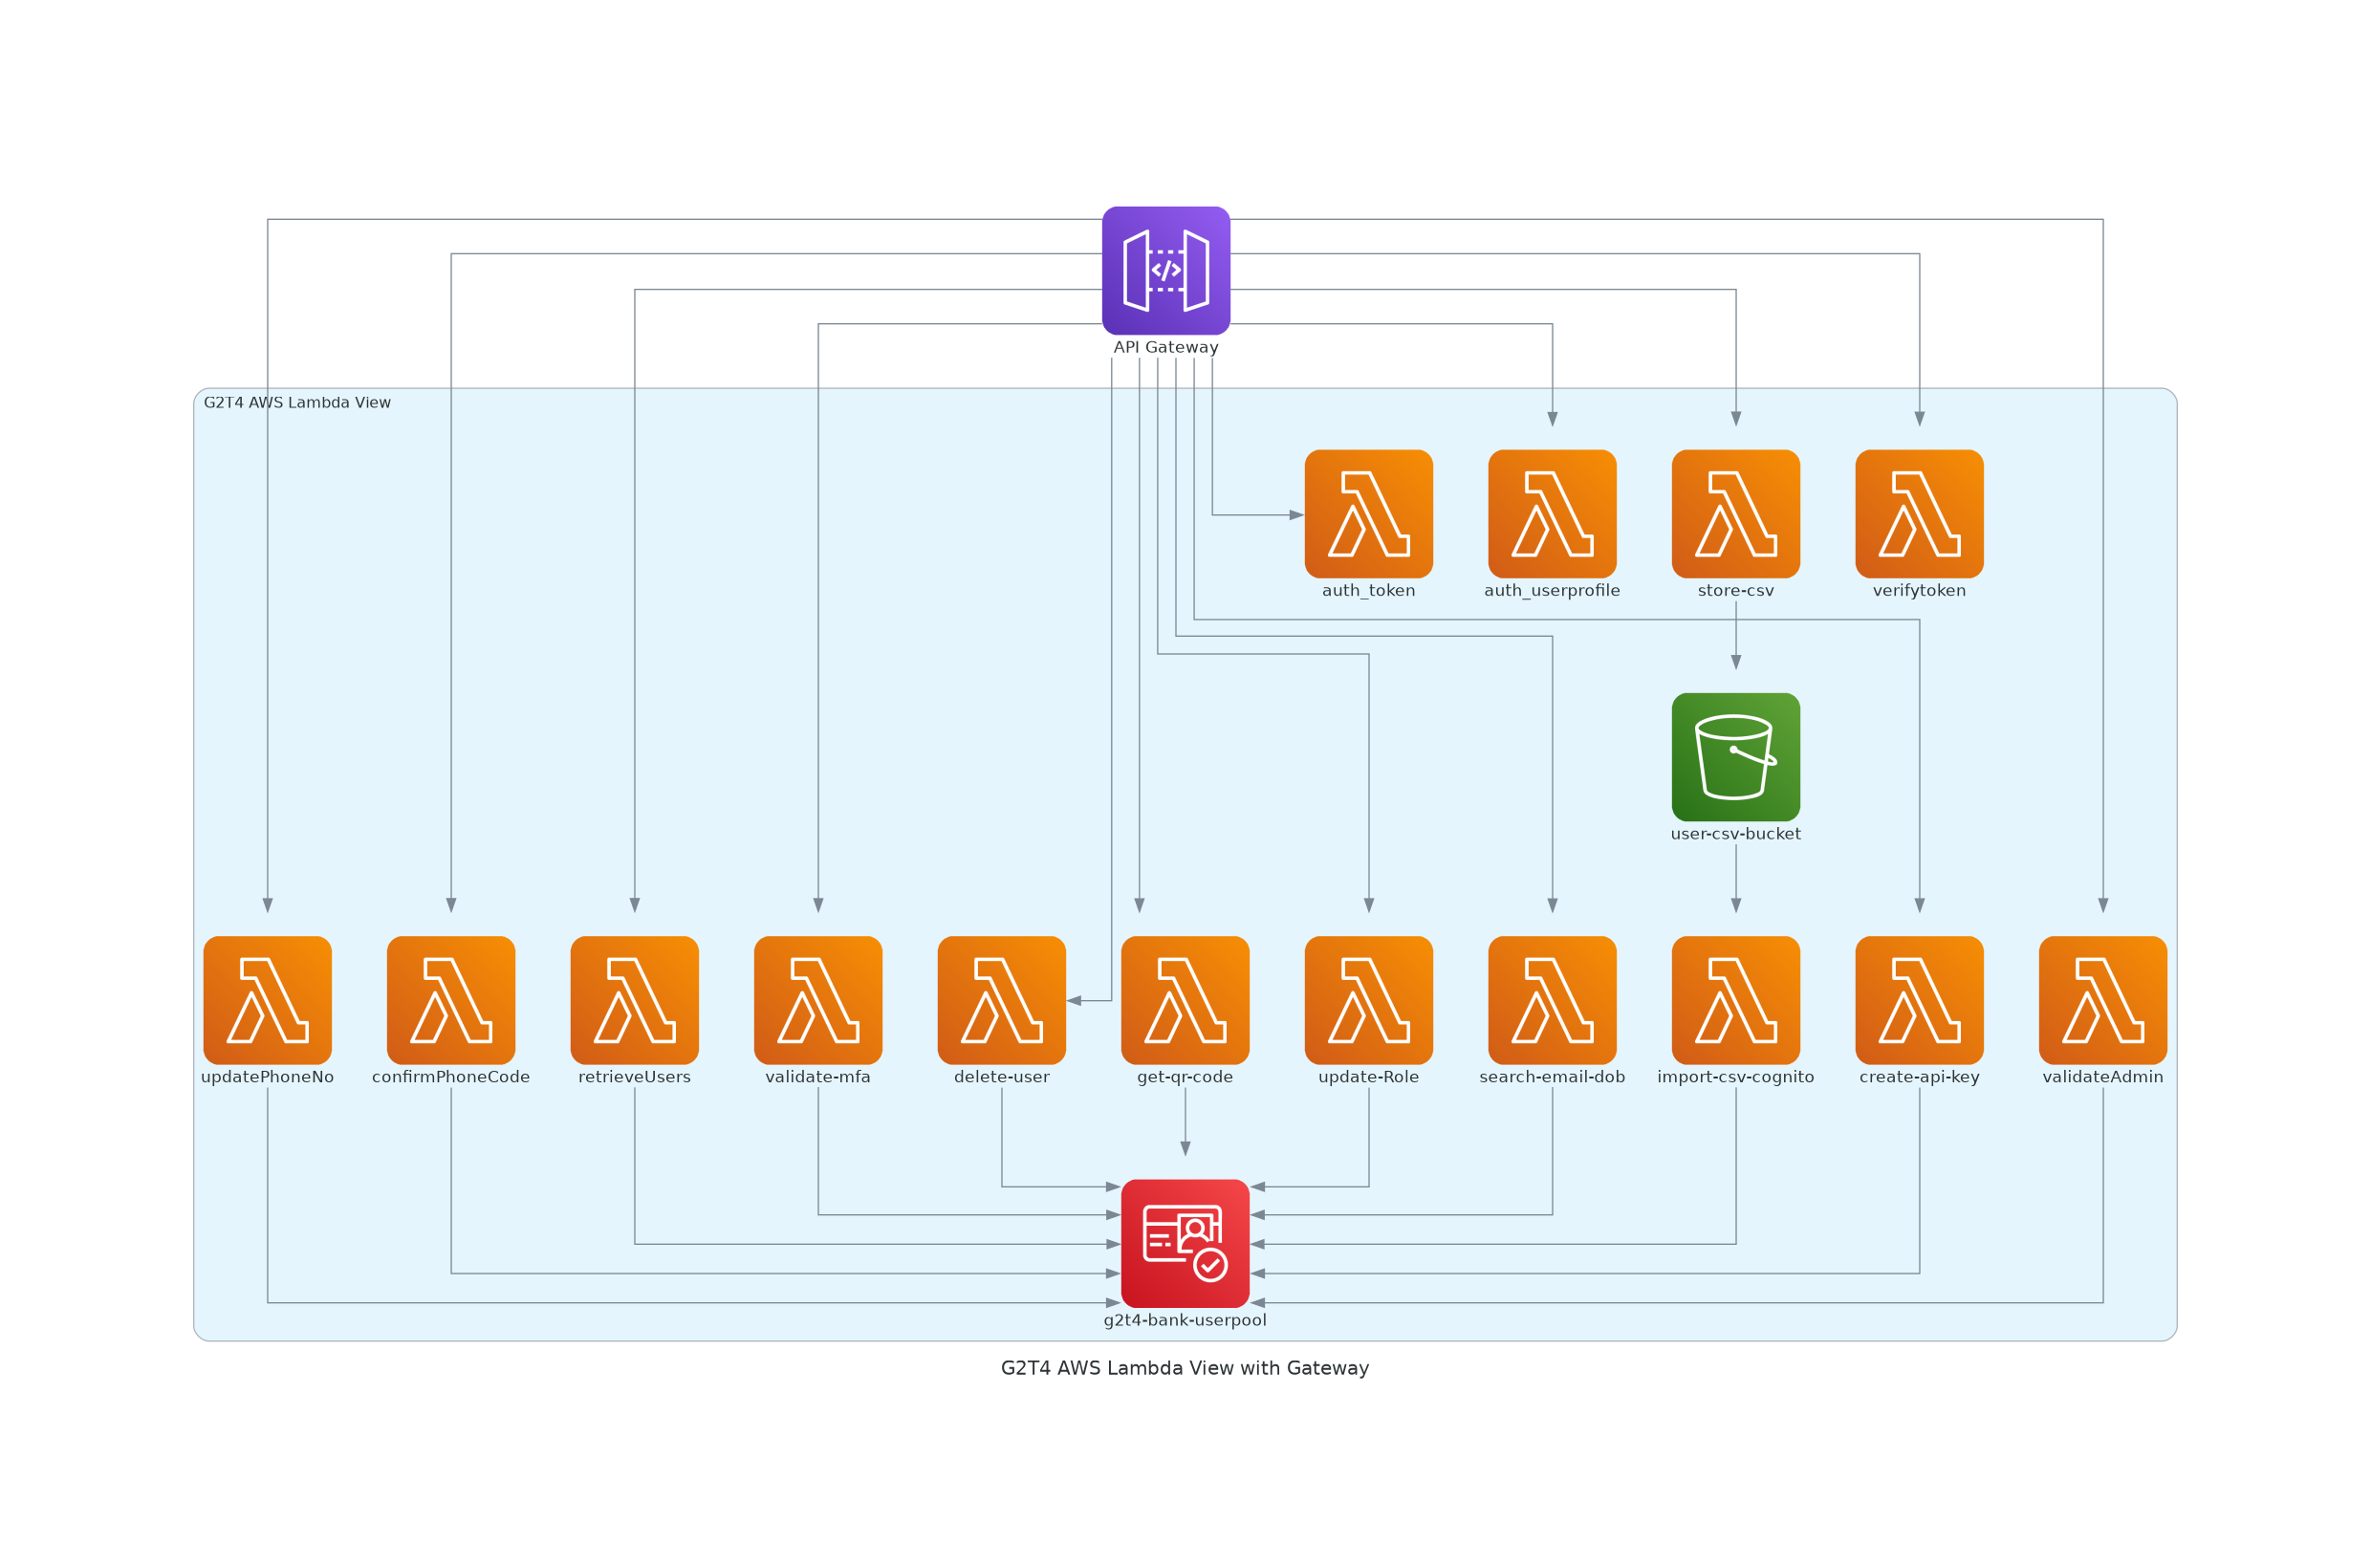 API Gateway
G2T4 AWS Lambda View
auth_token
auth_userprofile
store-csv
verifytoken
user-csv-bucket
updatePhoneNo
confirmPhoneCode
retrieveUsers
validate-mfa
delete-user
get-qr-code
update-Role
search-email-dob
import-csv-cognito
create-api-key
validateAdmin
g2t4-bank-userpool
G2T4 AWS Lambda View with Gateway